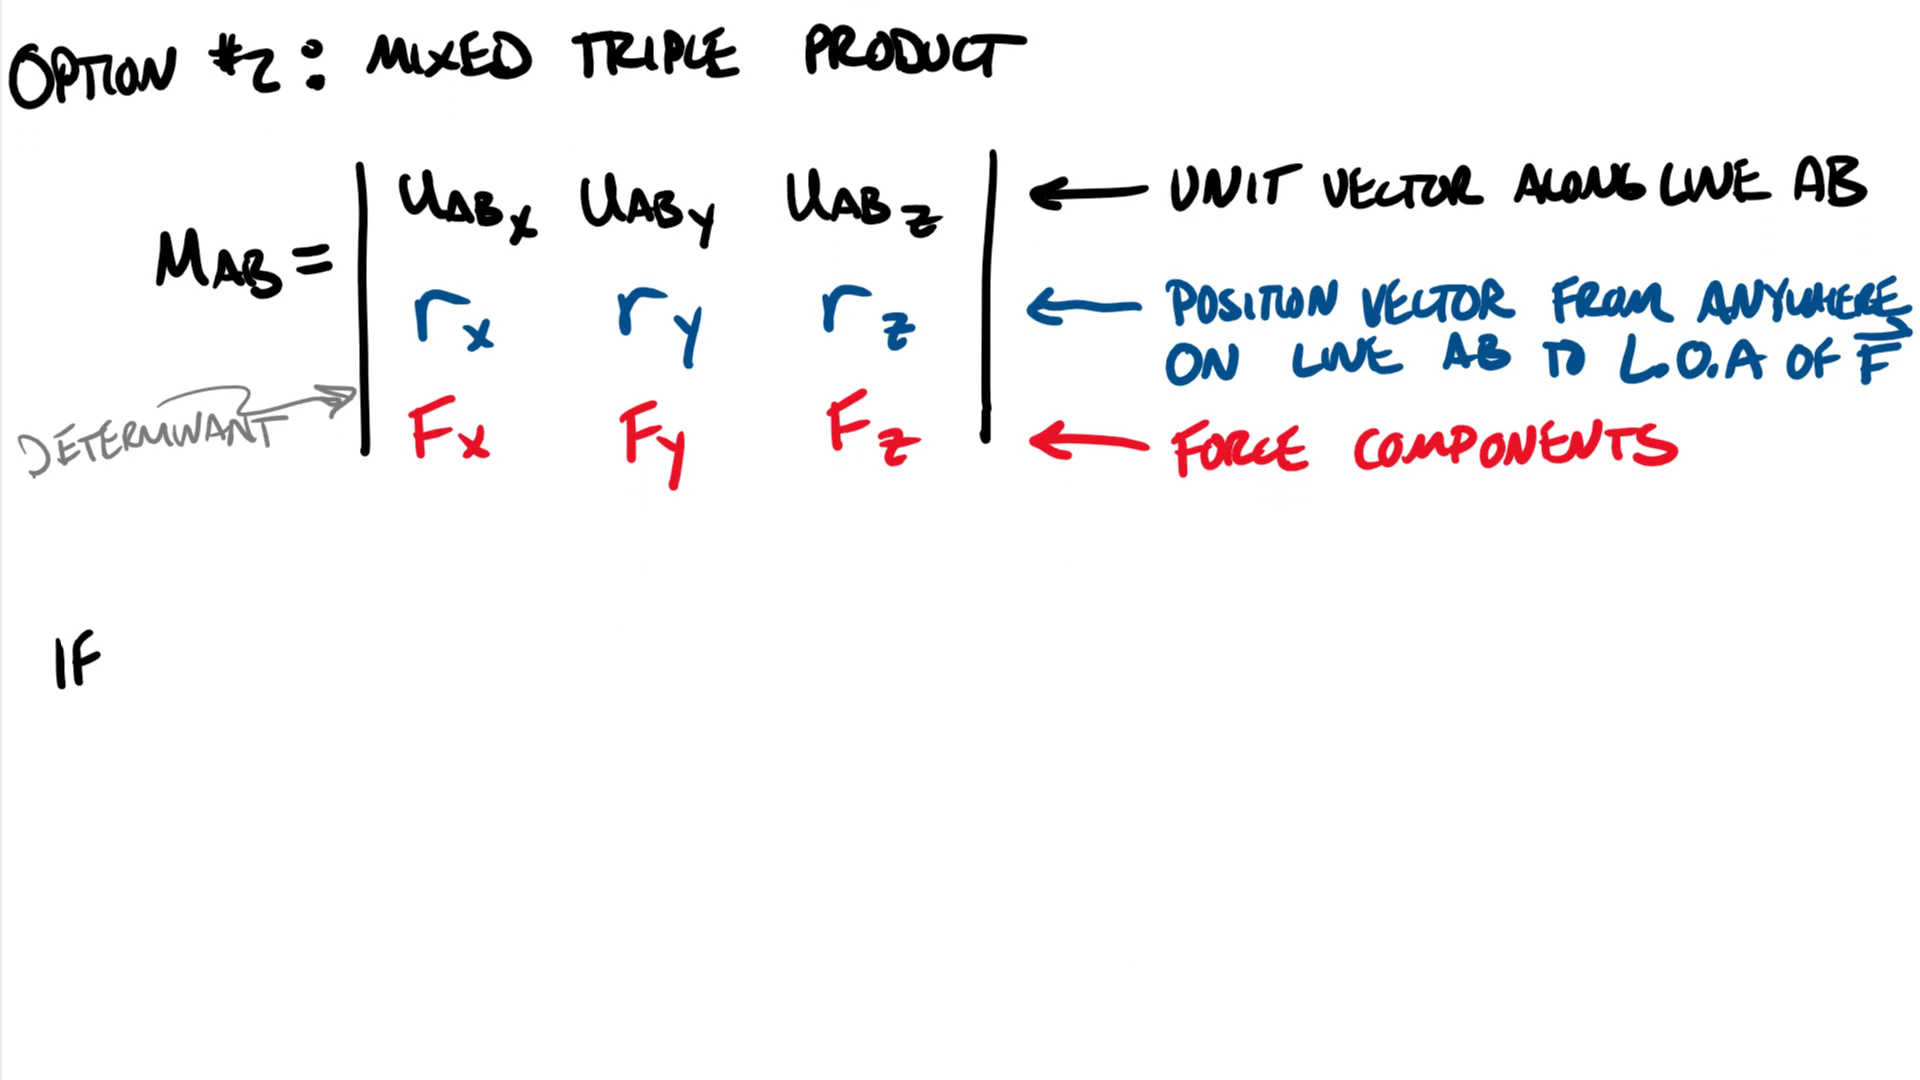 OPTION #2: MIXED TRIPLE PRODUCT
MAB = | UABx UABy UABz | ← UNIT VECTOR ALONG LINE AB
rx ry rz ← POSITION VECTOR FROM ANYWHERE
ON LINE AB TO L.O.A OF F
DETERMINANT → Fx Fy Fz ← FORCE COMPONENTS
IF